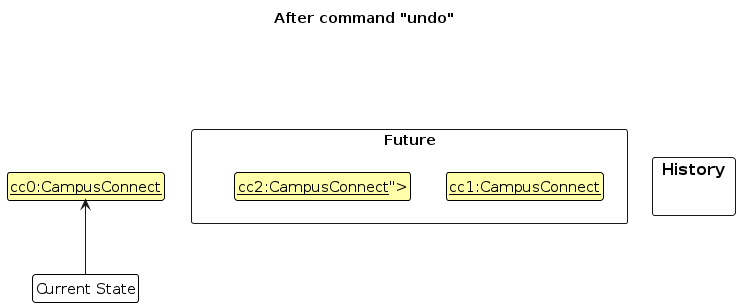 After command "undo"
Future
History
cc0:CampusConnect
cc2:CampusConnect">
cc1:CampusConnect
Current State